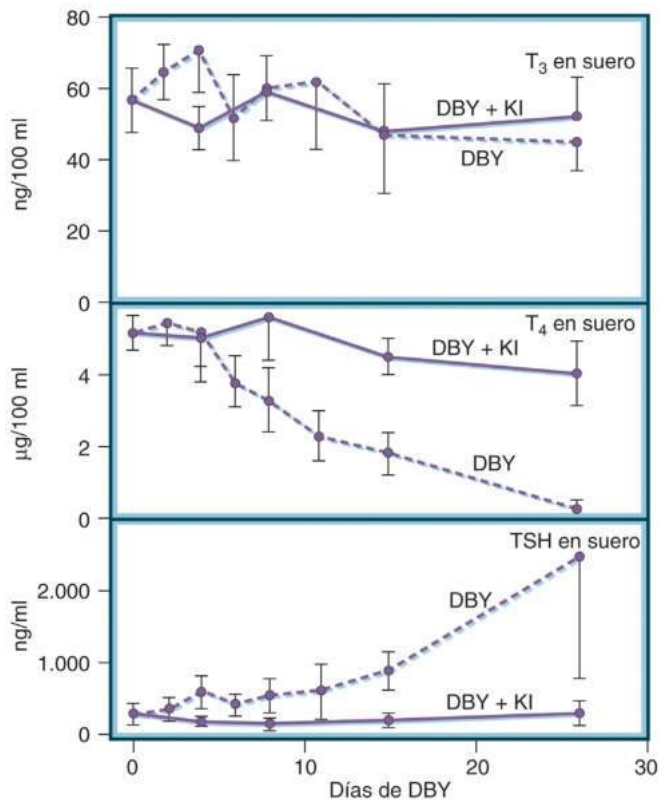 80
60
40
20
0
ng/100 ml
T₃ en suero
DBY + KI
DBY
4
2
0
µg/100 ml
T₄ en suero
DBY + KI
DBY
2.000
1.000
0
ng/ml
TSH en suero
DBY
DBY + KI
0 10 20 30
Días de DBY